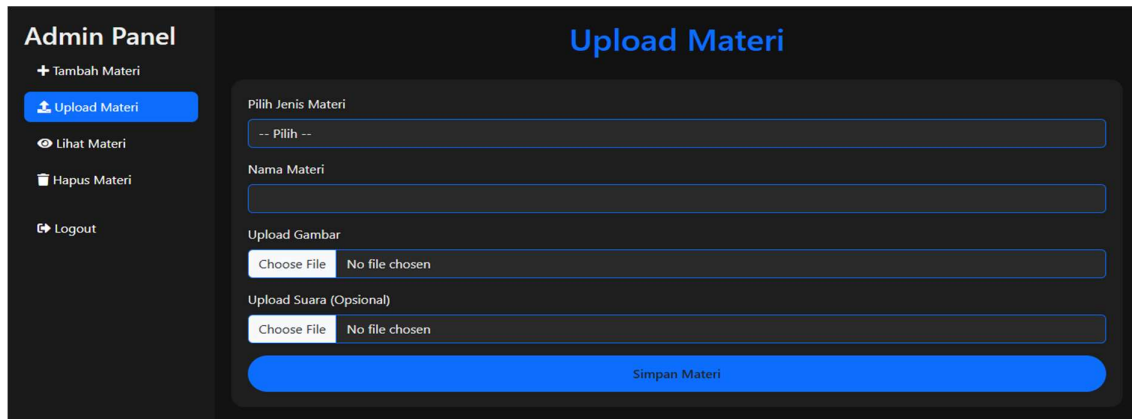 Admin Panel
Tambah Materi
Upload Materi
Lihat Materi
Hapus Materi
Logout
Upload Materi
Pilih Jenis Materi
-- Pilih --
Nama Materi
Upload Gambar
Choose File No file chosen
Upload Suara (Opsional)
Choose File No file chosen
Simpan Materi